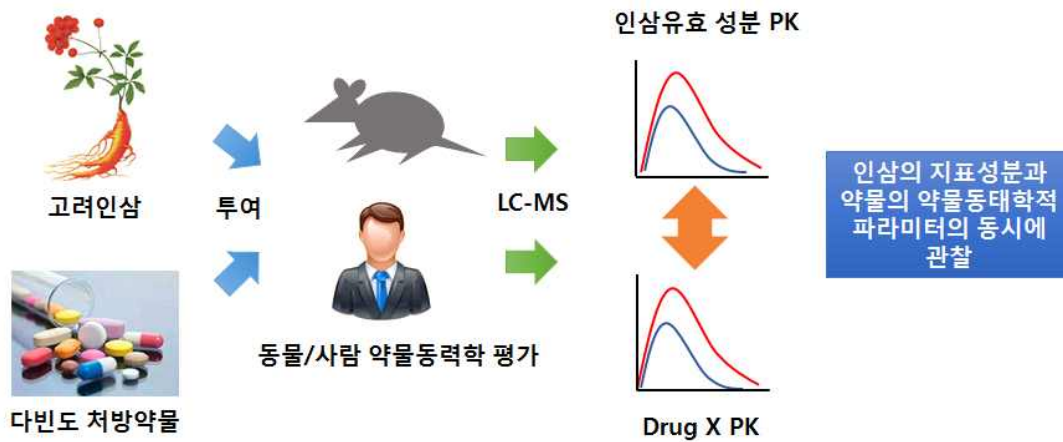 인삼유효 성분 PK
고려인삼
투여
LC-MS
인삼의 지표성분과
약물의 약물동태학적
파라미터의 동시에
관찰
동물/사람 약물동력학 평가
다빈도 처방약물
Drug X PK